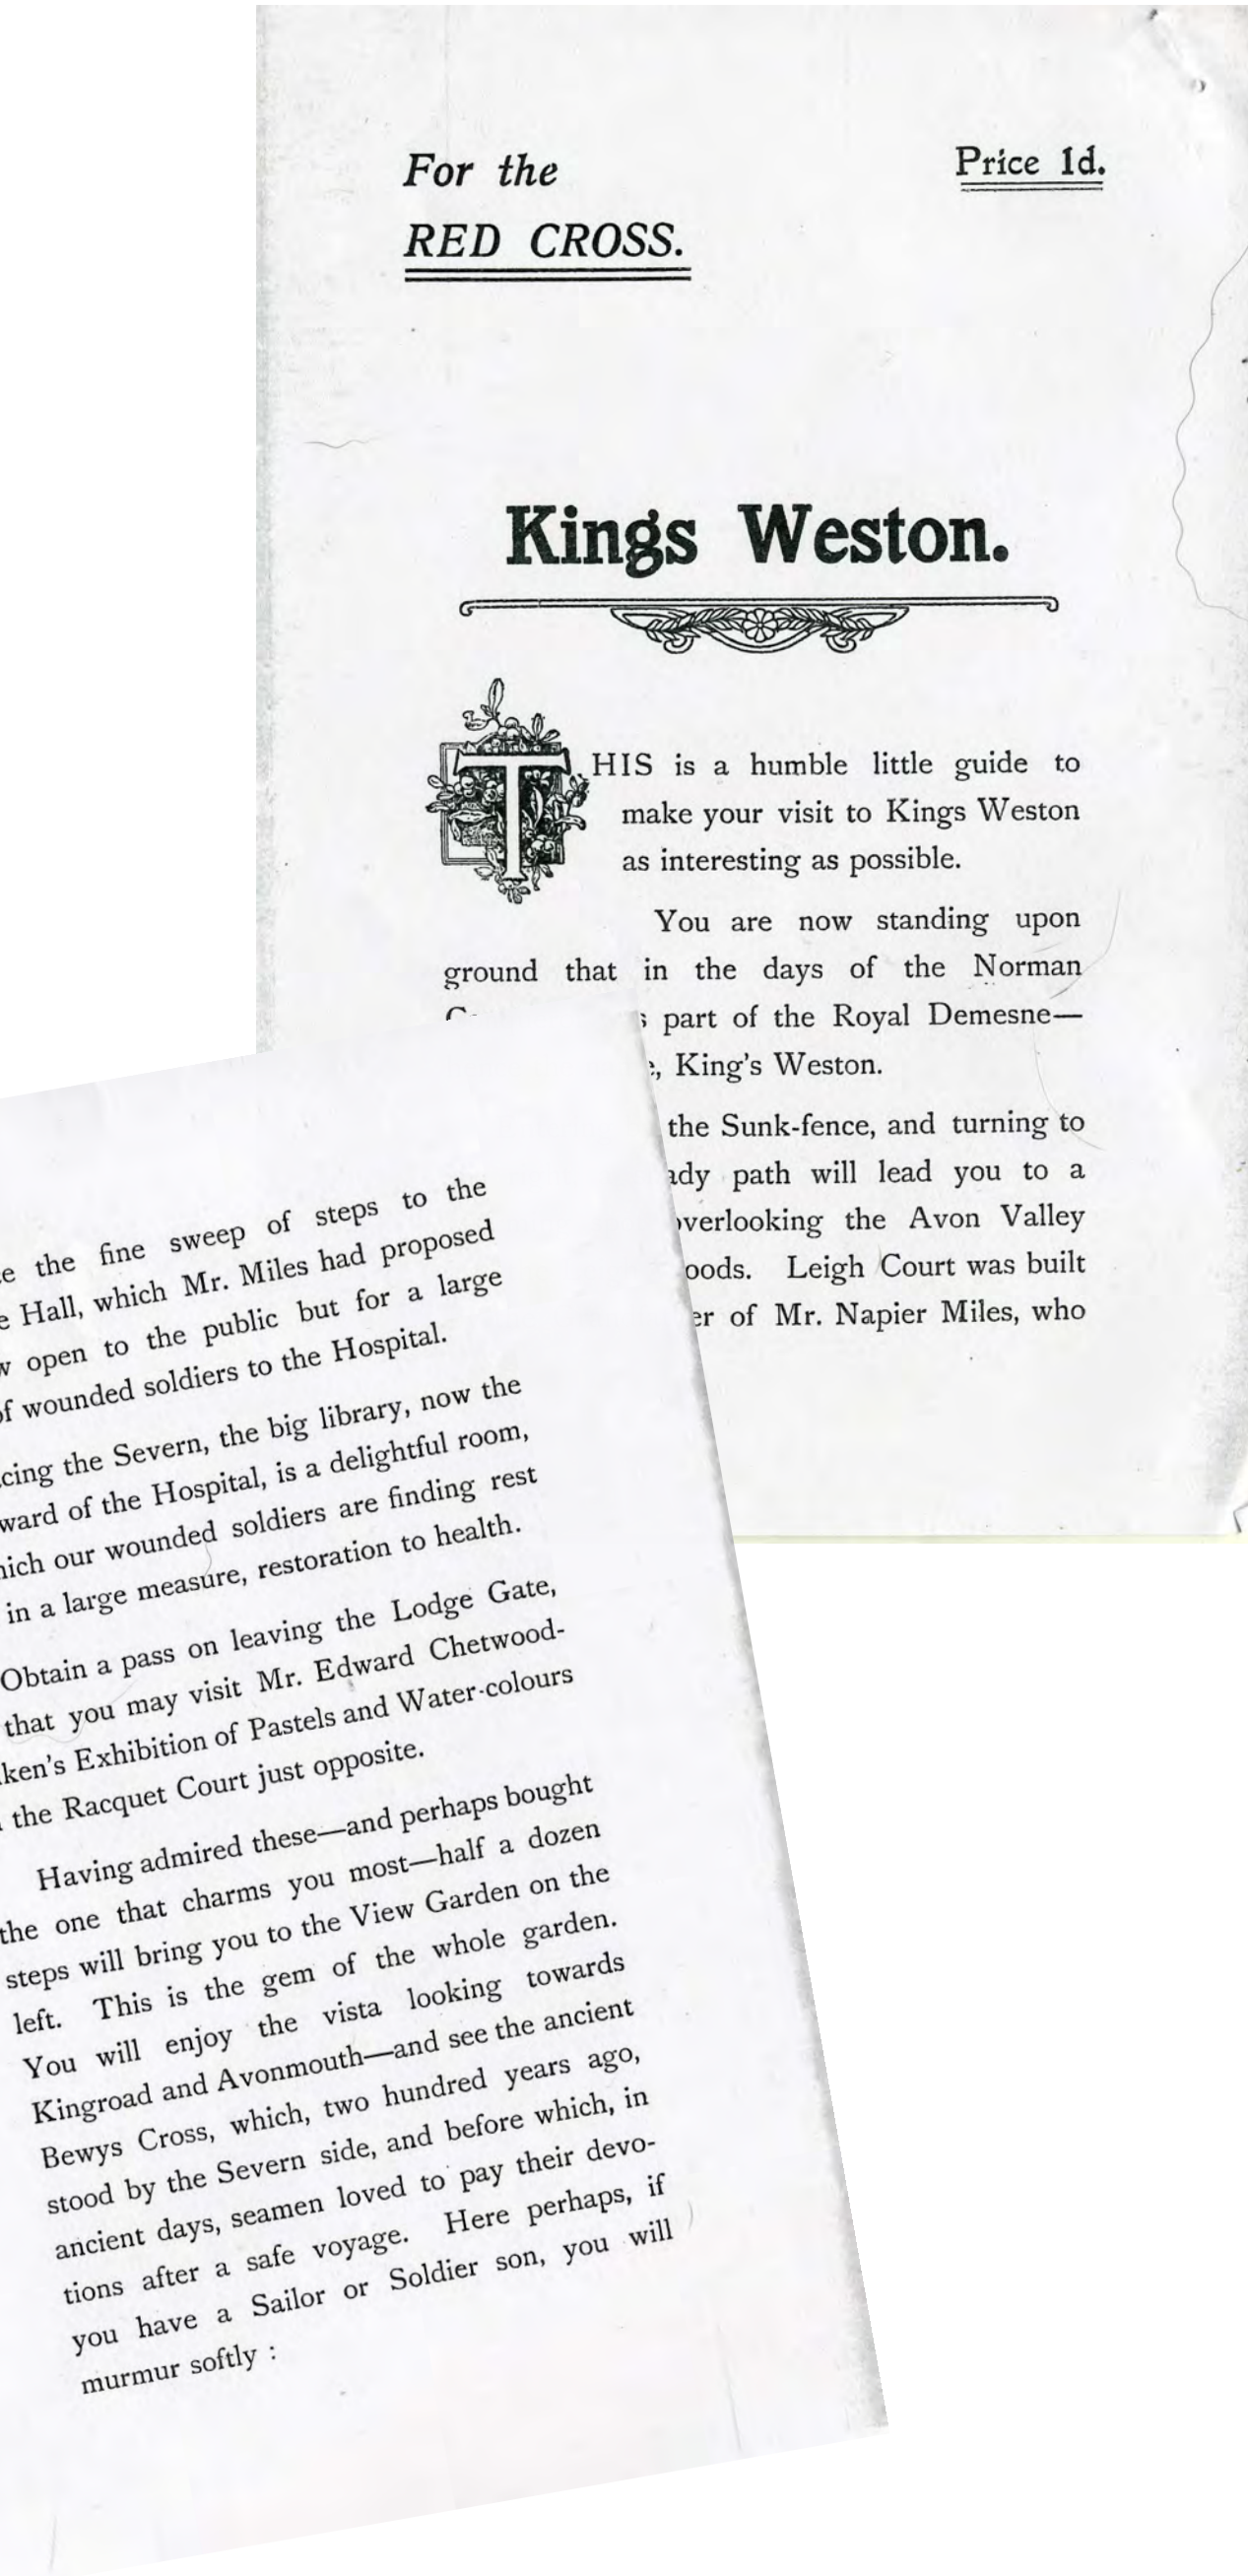 For the
Price 1d.
RED CROSS.
Kings Weston.
THIS is a humble little guide to
make your visit to Kings Weston
as interesting as possible.
You are now standing upon
ground that in the days of the Norman
part of the Royal Demesne—
King's Weston.
the Sunk-fence, and turning to
path will lead you to a
overlooking the Avon Valley
Leigh Court was built
of Mr. Napier Miles, who
the fine sweep of steps to the
Hall, which Mr. Miles had proposed
open to the public but for a large
of wounded soldiers to the Hospital.
the Severn, the big library, now the
ward of the Hospital, is a delightful room,
our wounded soldiers are finding rest
in a large measure, restoration to health.
Obtain a pass on leaving the Lodge Gate,
that you may visit Mr. Edward Chetwood-
Exhibition of Pastels and Water-colours
the Racquet Court just opposite.
Having admired these—and perhaps bought
the one that charms you most—half a dozen
steps will bring you to the View Garden on the
left. This is the gem of the whole garden.
You will enjoy the vista looking towards
Kingroad and Avonmouth—and see the ancient
Bewys Cross, which, two hundred years ago,
stood by the Severn side, and before which, in
ancient days, seamen loved to pay their devo-
tions after a safe voyage. Here perhaps, if
you have a Sailor or Soldier son, you will
murmur softly :